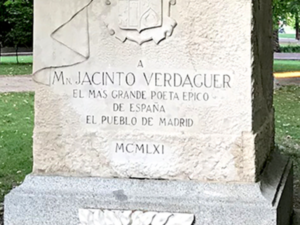 A
Mn. JACINTO VERDAGUER
EL MAS GRANDE POETA EPICO
DE ESPAÑA
EL PUEBLO DE MADRID
MCMLXI